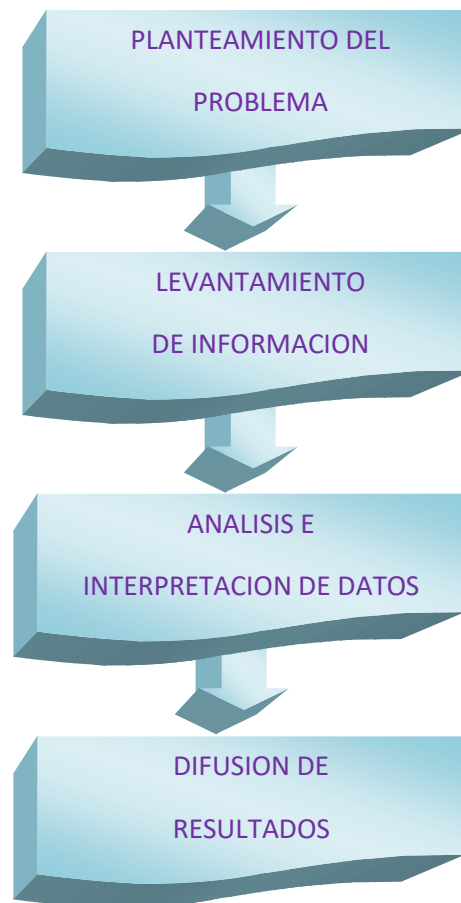 PLANTEAMIENTO DEL
PROBLEMA
LEVANTAMIENTO
DE INFORMACION
ANALISIS E
INTERPRETACION DE DATOS
DIFUSION DE
RESULTADOS